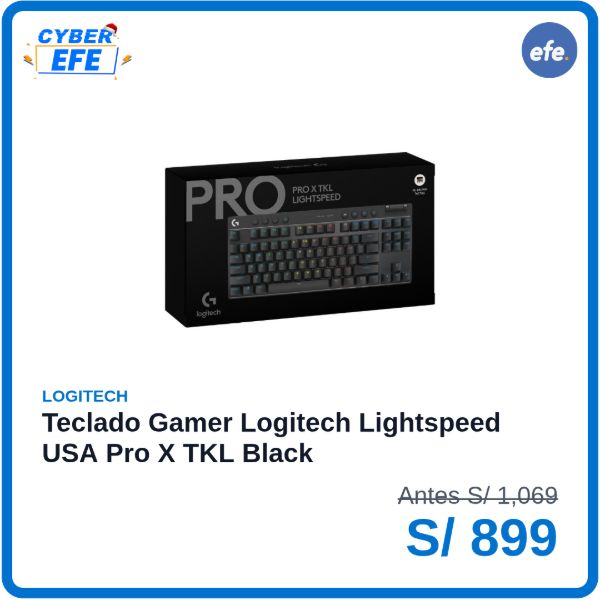 CYBER
EFE
efe.
PRO
PRO X TKL
LIGHTSPEED
logitech
LOGITECH
Teclado Gamer Logitech Lightspeed
USA Pro X TKL Black
Antes S/ 1,069
S/ 899